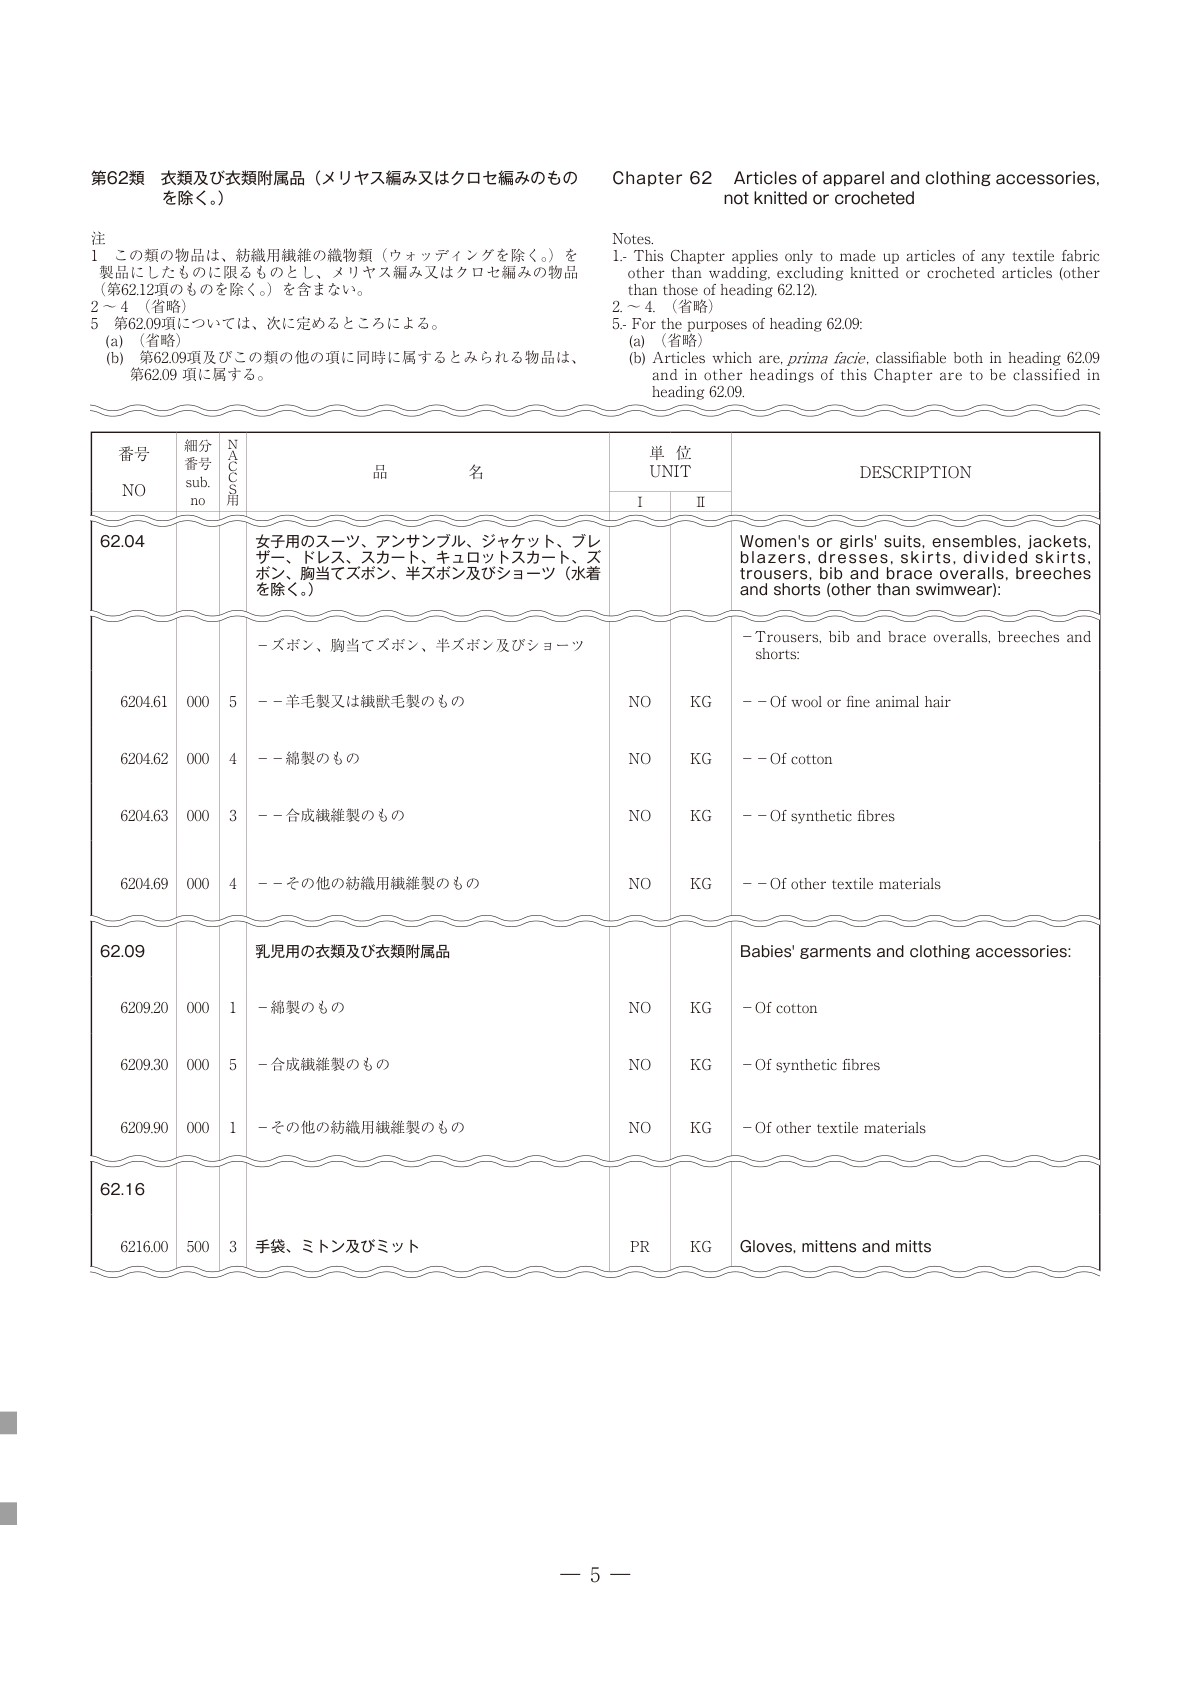 第62類　衣類及び衣類附属品（メリヤス編み又はクロセ編みのもの
を除く。）
注
1　この類の物品は、紡織用繊維の織物類（ウォッディングを除く。）を
製品にしたものに限るものとし、メリヤス編み又はクロセ編みの物品
（第62.12項のものを除く。）を含まない。
2～4　（省略）
5　第62.09項については、次に定めるところによる。
(a)　（省略）
(b)　第62.09項及びこの類の他の項に同時に属するとみられる物品は、
第62.09 項に属する。
Chapter 62　Articles of apparel and clothing accessories,
not knitted or crocheted
Notes.
1.- This Chapter applies only to made up articles of any textile fabric
other than wadding, excluding knitted or crocheted articles (other
than those of heading 62.12).
2. ～ 4. （省略）
5.- For the purposes of heading 62.09:
(a) （省略）
(b) Articles which are, prima facie, classifiable both in heading 62.09
and in other headings of this Chapter are to be classified in
heading 62.09.
番号 NO 細分番号 sub. no NACCS用 品名 単位 UNIT Ⅰ Ⅱ DESCRIPTION
62.04
女子用のスーツ、アンサンブル、ジャケット、ブレ
ザー、ドレス、スカート、キュロットスカート、ズ
ボン、胸当てズボン、半ズボン及びショーツ（水着
を除く。）
Women's or girls' suits, ensembles, jackets,
blazers, dresses, skirts, divided skirts,
trousers, bib and brace overalls, breeches
and shorts (other than swimwear):
－ズボン、胸当てズボン、半ズボン及びショーツ
－Trousers, bib and brace overalls, breeches and
shorts:
6204.61 000 5 －－羊毛製又は繊獣毛製のもの NO KG －－Of wool or fine animal hair
6204.62 000 4 －－綿製のもの NO KG －－Of cotton
6204.63 000 3 －－合成繊維製のもの NO KG －－Of synthetic fibres
6204.69 000 4 －－その他の紡織用繊維製のもの NO KG －－Of other textile materials
62.09 乳児用の衣類及び衣類附属品 Babies' garments and clothing accessories:
6209.20 000 1 －綿製のもの NO KG －Of cotton
6209.30 000 5 －合成繊維製のもの NO KG －Of synthetic fibres
6209.90 000 1 －その他の紡織用繊維製のもの NO KG －Of other textile materials
62.16
6216.00 500 3 手袋、ミトン及びミット PR KG Gloves, mittens and mitts
― 5 ―